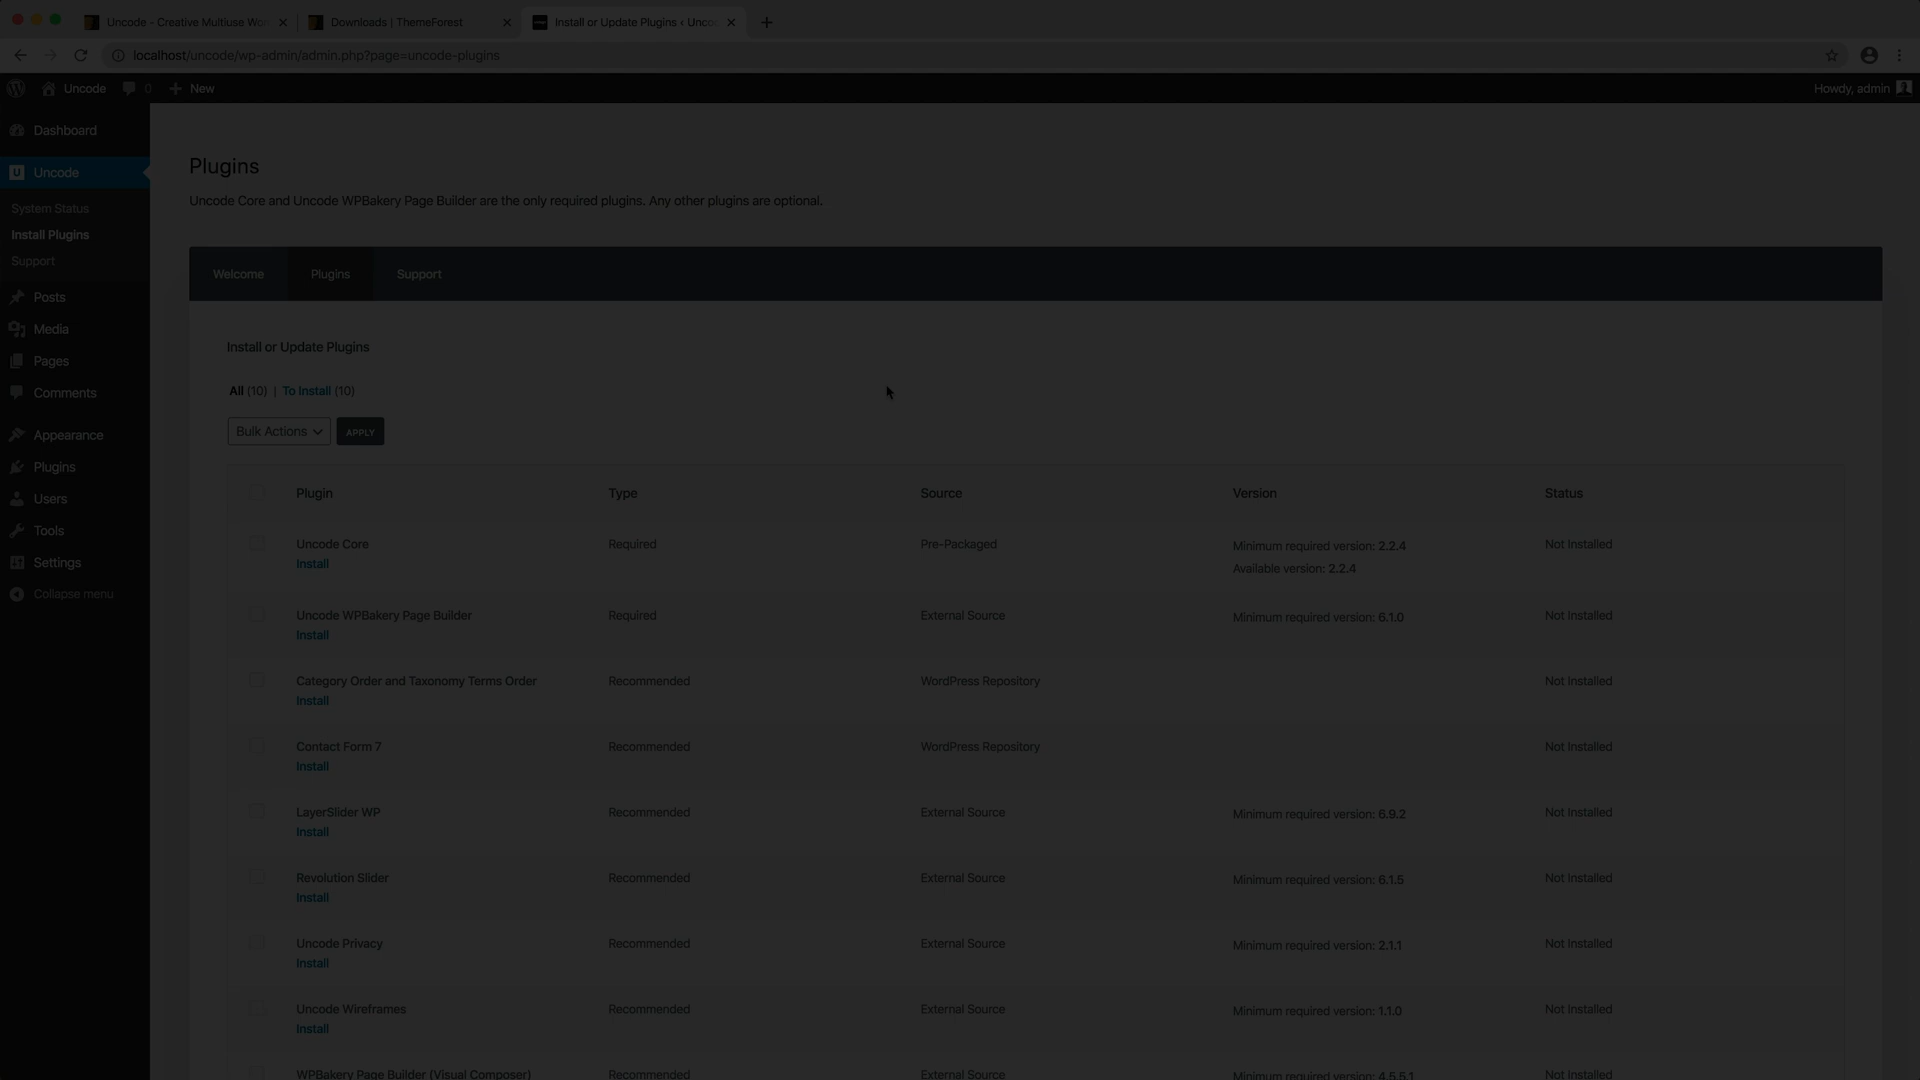 Uncode - Creative Multiuse Wor
Downloads | ThemeForest
Install or Update Plugins ‹ Unco
localhost/uncode/wp-admin/admin.php?page=uncode-plugins
Uncode
0
New
Howdy, admin
Dashboard
Uncode
System Status
Install Plugins
Support
Posts
Media
Pages
Comments
Appearance
Plugins
Users
Tools
Settings
Collapse menu
Plugins
Uncode Core and Uncode WPBakery Page Builder are the only required plugins. Any other plugins are optional.
Welcome Plugins Support
Install or Update Plugins
All (10) | To Install (10)
Bulk Actions APPLY
Plugin Type Source Version Status
Uncode Core Required Pre-Packaged Minimum required version: 2.2.4 Not Installed
Install Available version: 2.2.4
Uncode WPBakery Page Builder Required External Source Minimum required version: 6.1.0 Not Installed
Install
Category Order and Taxonomy Terms Order Recommended WordPress Repository Not Installed
Install
Contact Form 7 Recommended WordPress Repository Not Installed
Install
LayerSlider WP Recommended External Source Minimum required version: 6.9.2 Not Installed
Install
Revolution Slider Recommended External Source Minimum required version: 6.1.5 Not Installed
Install
Uncode Privacy Recommended External Source Minimum required version: 2.1.1 Not Installed
Install
Uncode Wireframes Recommended External Source Minimum required version: 1.1.0 Not Installed
Install
WPBakery Page Builder (Visual Composer) Recommended External Source Minimum required version: 4.5.5.1 Not Installed